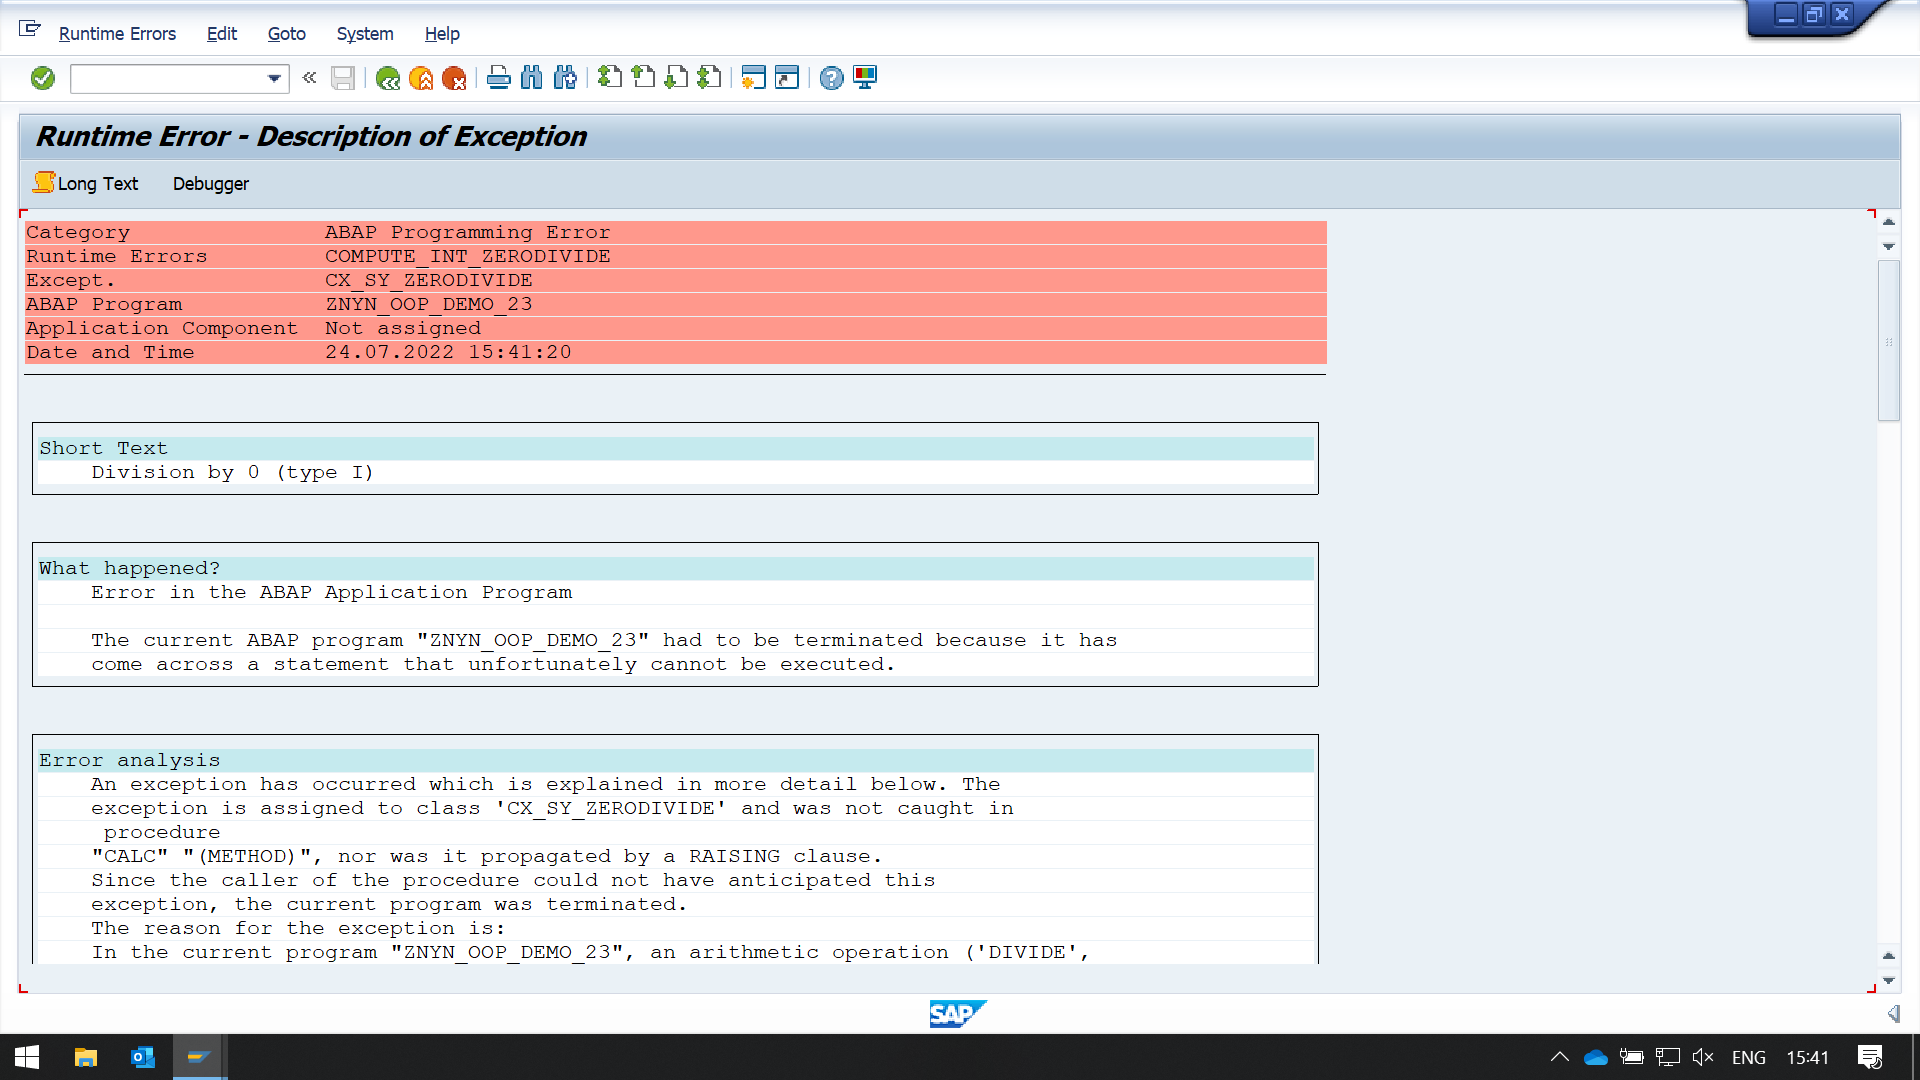 Runtime Errors Edit Goto System Help
Runtime Error - Description of Exception
Long Text Debugger
Category ABAP Programming Error
Runtime Errors COMPUTE_INT_ZERODIVIDE
Except. CX_SY_ZERODIVIDE
ABAP Program ZNYN_OOP_DEMO_23
Application Component Not assigned
Date and Time 24.07.2022 15:41:20
Short Text
Division by 0 (type I)
What happened?
Error in the ABAP Application Program
The current ABAP program "ZNYN_OOP_DEMO_23" had to be terminated because it has
come across a statement that unfortunately cannot be executed.
Error analysis
An exception has occurred which is explained in more detail below. The
exception is assigned to class 'CX_SY_ZERODIVIDE' and was not caught in
procedure
"CALC" "(METHOD)", nor was it propagated by a RAISING clause.
Since the caller of the procedure could not have anticipated this
exception, the current program was terminated.
The reason for the exception is:
In the current program "ZNYN_OOP_DEMO_23", an arithmetic operation ('DIVIDE',
SAP
ENG 15:41